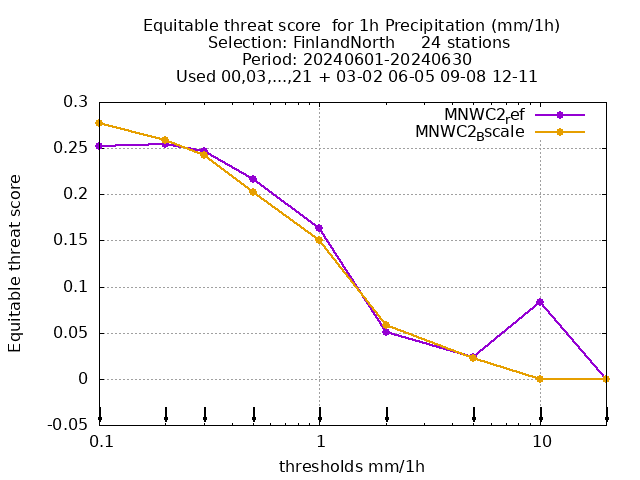 Equitable threat score  for 1h Precipitation (mm/1h)
Selection: FinlandNorth     24 stations
Period: 20240601-20240630
Used 00,03,...,21 + 03-02 06-05 09-08 12-11
MNWC2ref
MNWC2Bscale
0.3
0.25
0.2
0.15
0.1
0.05
0
-0.05
Equitable threat score
0.1 1 10
thresholds mm/1h